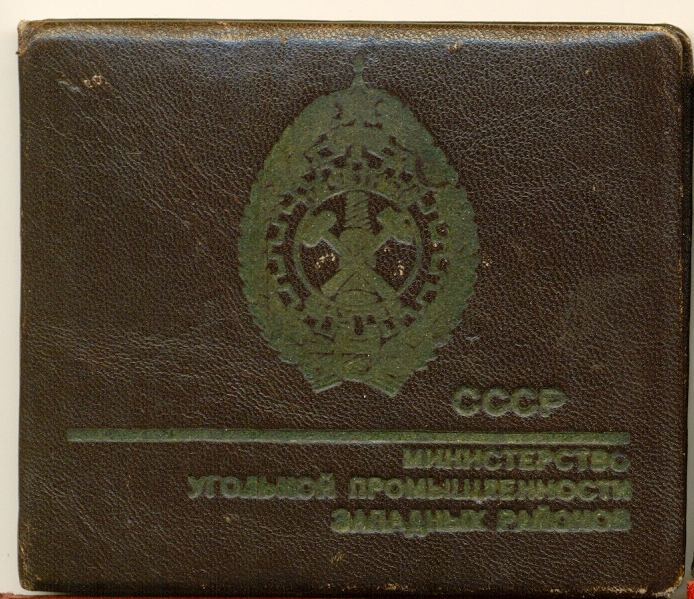 СССР
МИНИСТЕРСТВО
УГОЛЬНОЙ ПРОМЫШЛЕННОСТИ
ЗАПАДНЫХ РАЙОНОВ